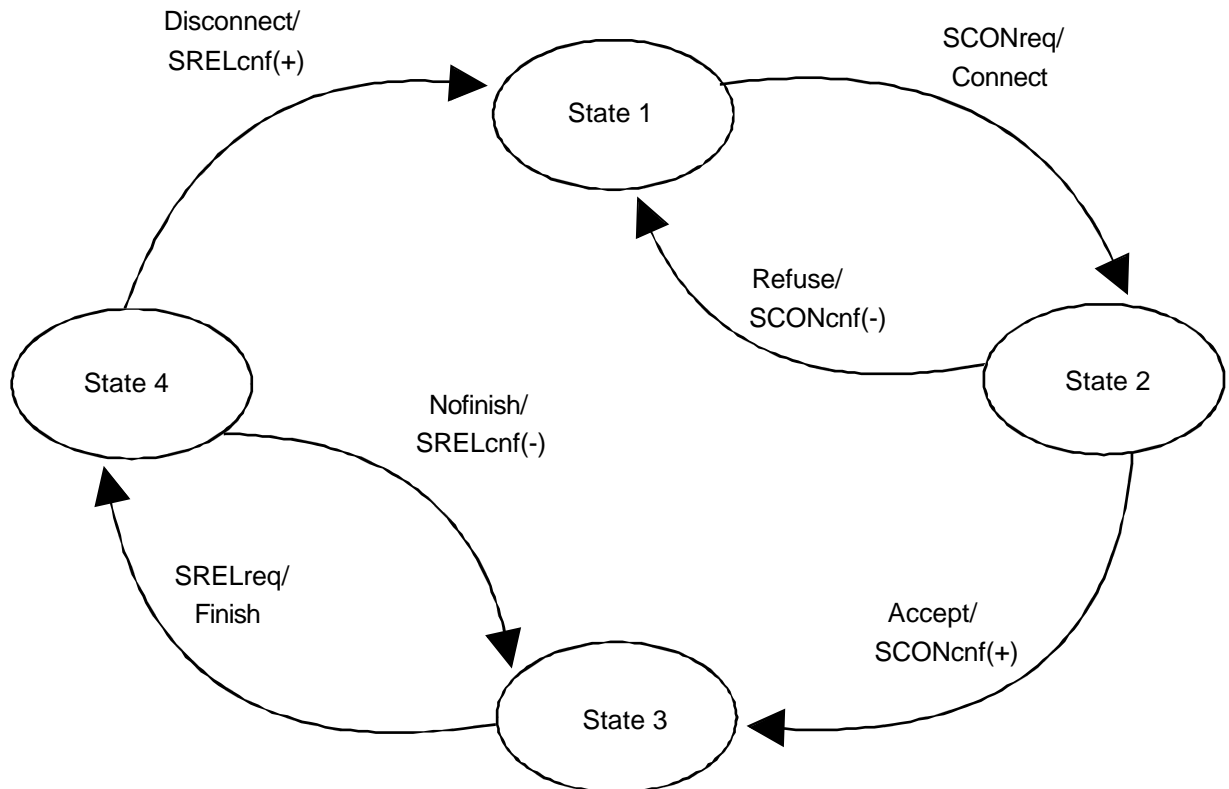 Disconnect/
SRELcnf(+)
SCONreq/
Connect
State 1
Refuse/
SCONcnf(-)
State 4
State 2
Nofinish/
SRELcnf(-)
SRELreq/
Finish
Accept/
SCONcnf(+)
State 3